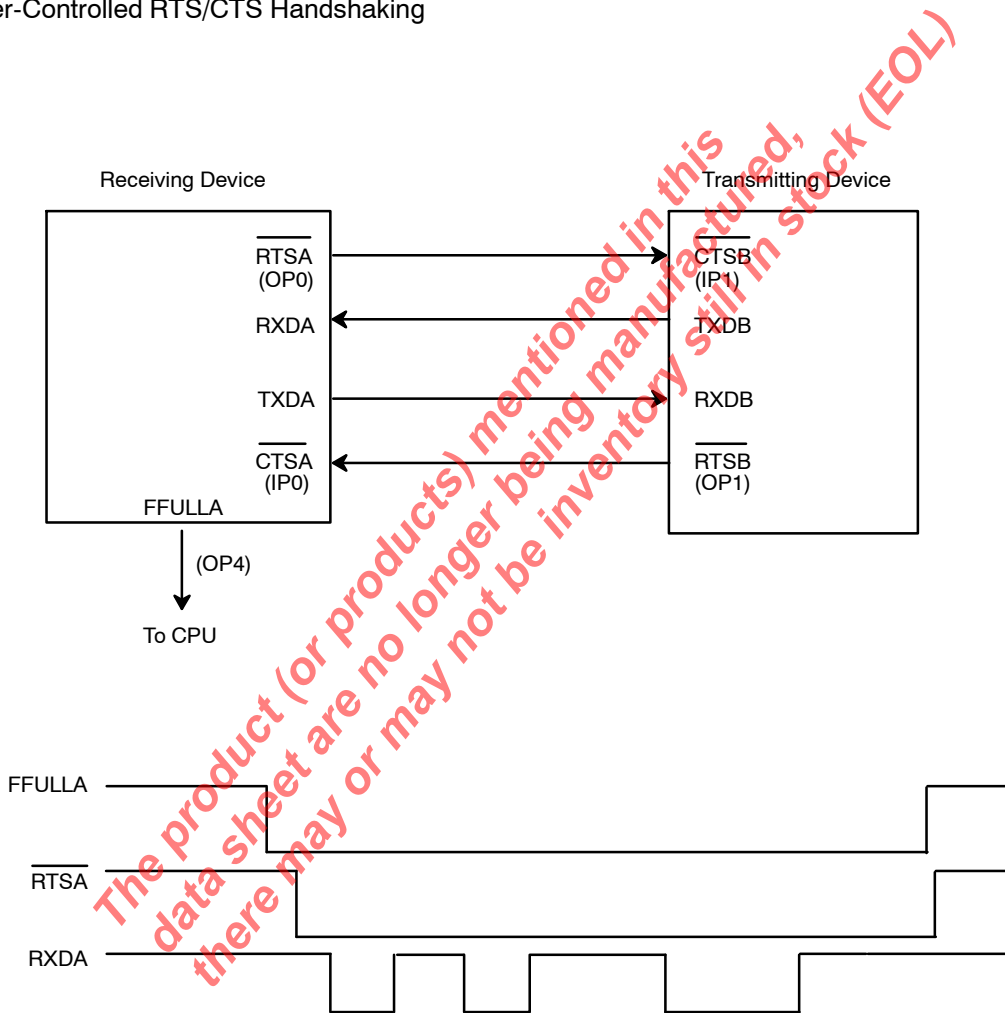 er-Controlled RTS/CTS Handshaking
Receiving Device
Transmitting Device
RTSA
(OP0)
RXDA
TXDA
CTSA
(IP0)
FFULLA
CTSB
(IP1)
TXDB
RXDB
RTSB
(OP1)
(OP4)
To CPU
FFULLA
RTSA
RXDA
The product (or products) mentioned in this
data sheet are no longer being manufactured,
there may or may not be inventory still in stock (EOL)